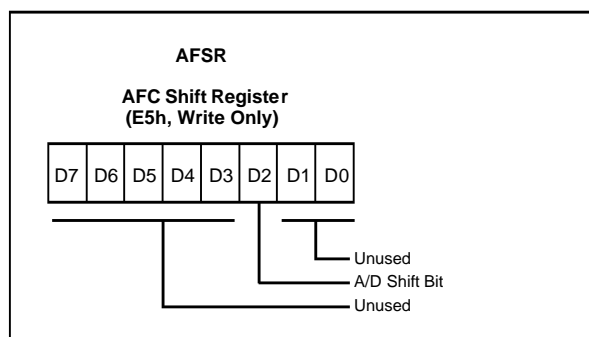 AFSR
AFC Shift Register
(E5h, Write Only)
D7 D6 D5 D4 D3 D2 D1 D0
Unused
A/D Shift Bit
Unused